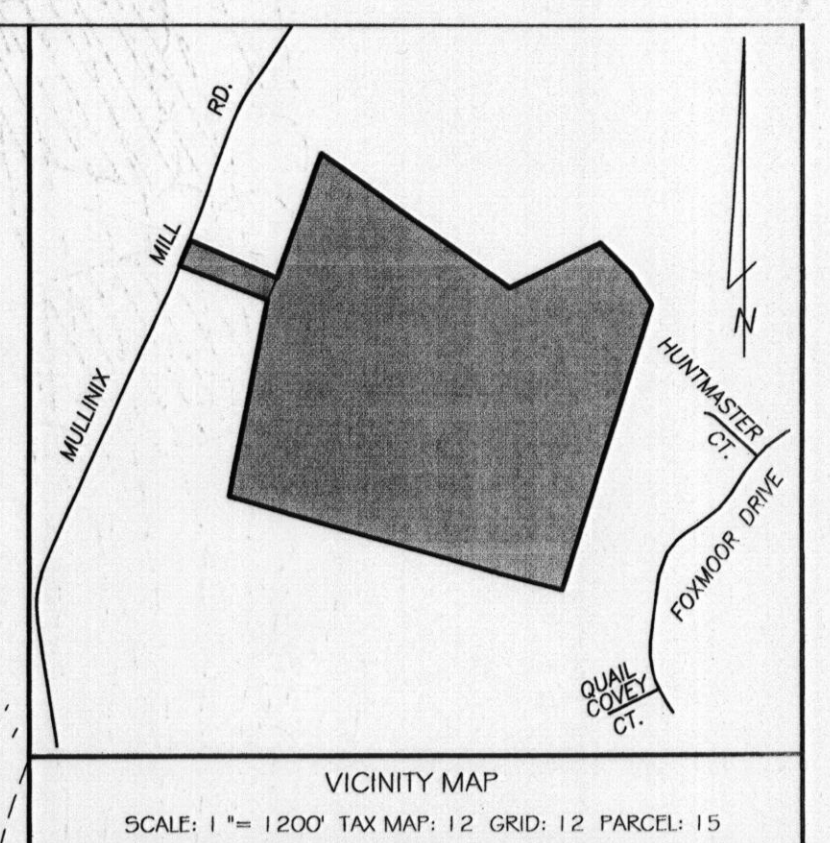 RD.
MILL
MULLINIX
N
HUNTMASTER
CT.
FOXMOOR DRIVE
QUAIL
COVEY
CT.
VICINITY MAP
SCALE: 1 "= 1200' TAX MAP: 12 GRID: 12 PARCEL: 15